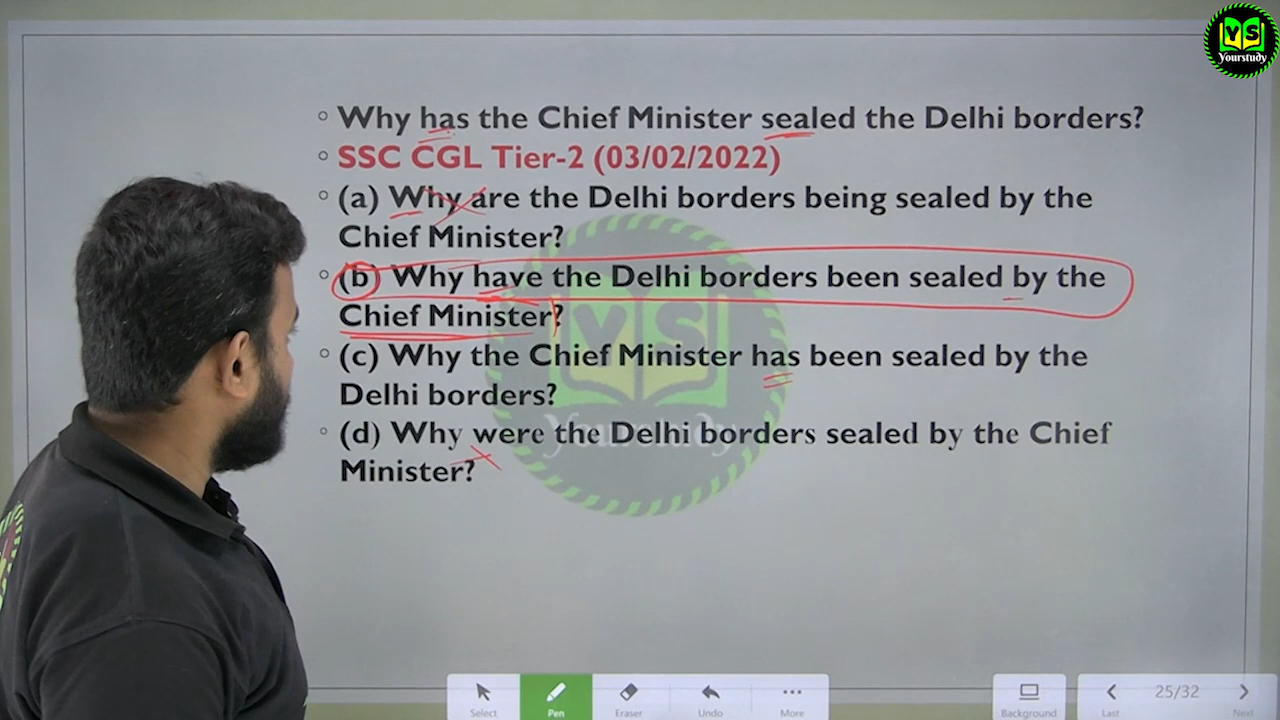 YS
Yourstudy
Why has the Chief Minister sealed the Delhi borders?
SSC CGL Tier-2 (03/02/2022)
(a) Why are the Delhi borders being sealed by the
Chief Minister?
(b) Why have the Delhi borders been sealed by the
Chief Minister?
(c) Why the Chief Minister has been sealed by the
Delhi borders?
(d) Why were the Delhi borders sealed by the Chief
Minister?
YS
Yourstudy
Select
Pen
Eraser
Undo
More
Background
Last
25/32
Next